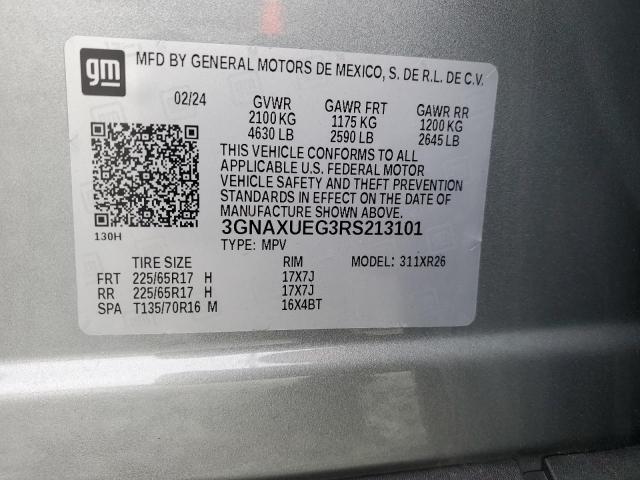 gm
MFD BY GENERAL MOTORS DE MEXICO, S. DE R.L. DE C.V.
02/24 GVWR GAWR FRT GAWR RR
2100 KG 1175 KG 1200 KG
4630 LB 2590 LB 2645 LB
THIS VEHICLE CONFORMS TO ALL
APPLICABLE U.S. FEDERAL MOTOR
VEHICLE SAFETY AND THEFT PREVENTION
STANDARDS IN EFFECT ON THE DATE OF
MANUFACTURE SHOWN ABOVE.
130H 3GNAXUEG3RS213101
TYPE: MPV
TIRE SIZE RIM MODEL: 311XR26
FRT 225/65R17 H 17X7J
RR 225/65R17 H 17X7J
SPA T135/70R16 M 16X4BT